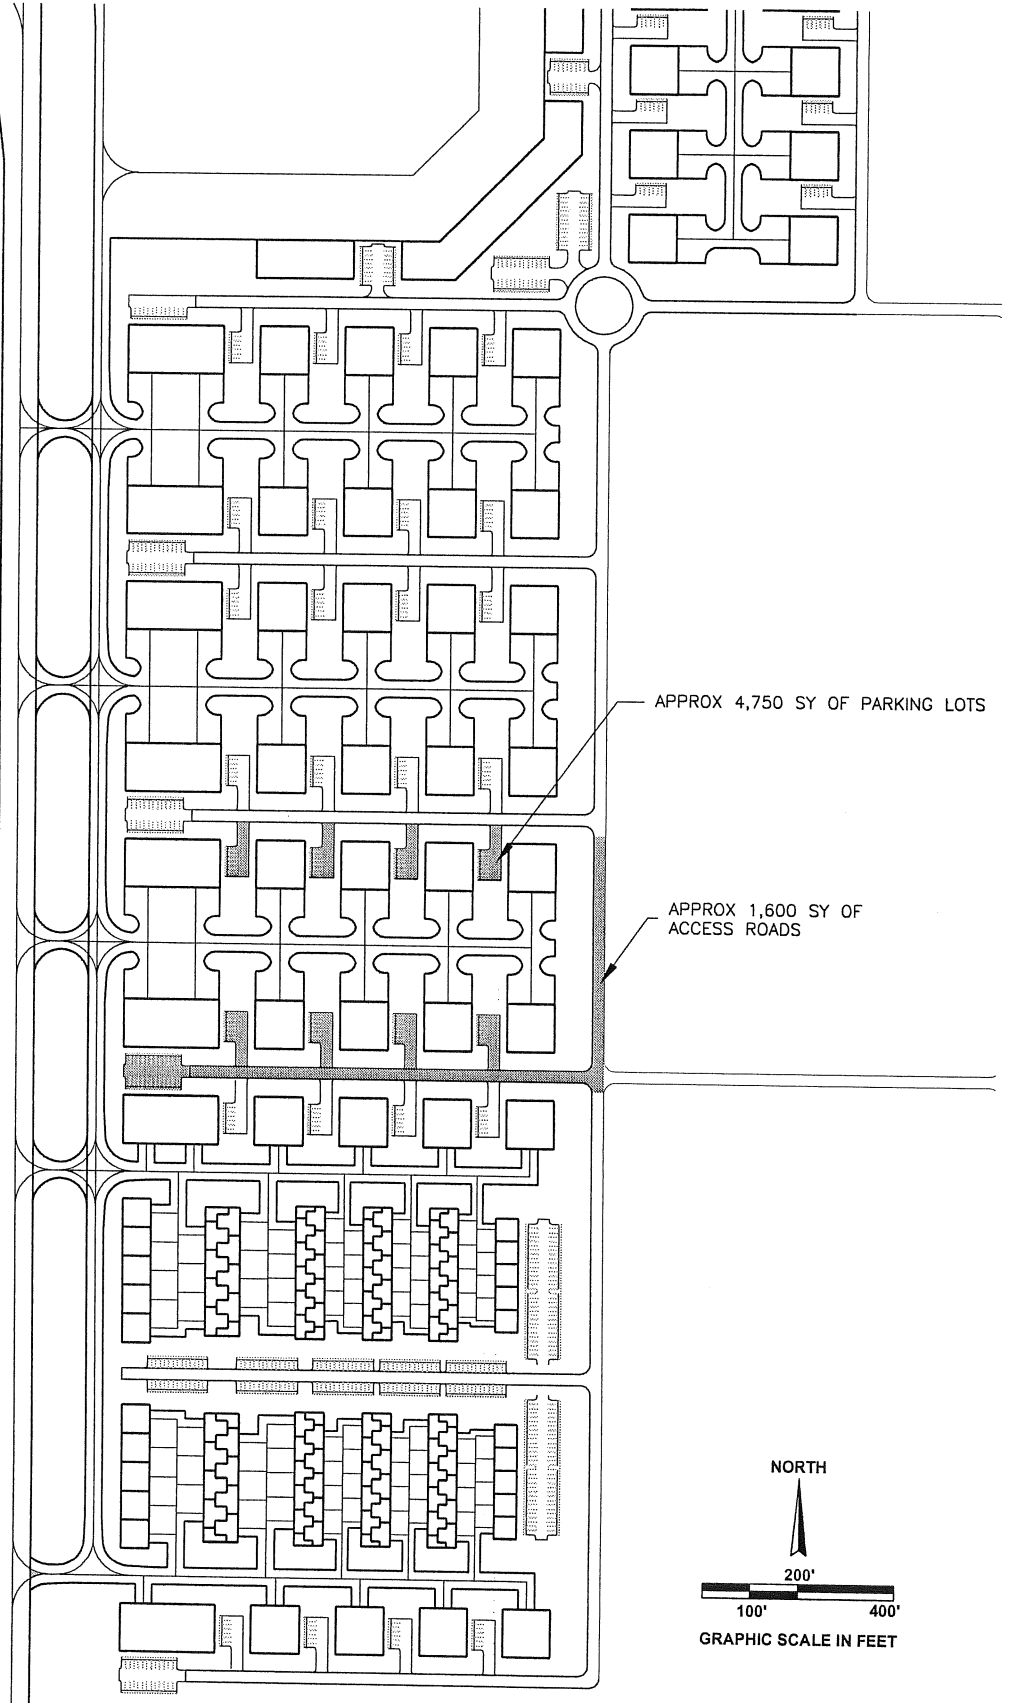 APPROX 4,750 SY OF PARKING LOTS
APPROX 1,600 SY OF
ACCESS ROADS
NORTH
200'
100' 400'
GRAPHIC SCALE IN FEET